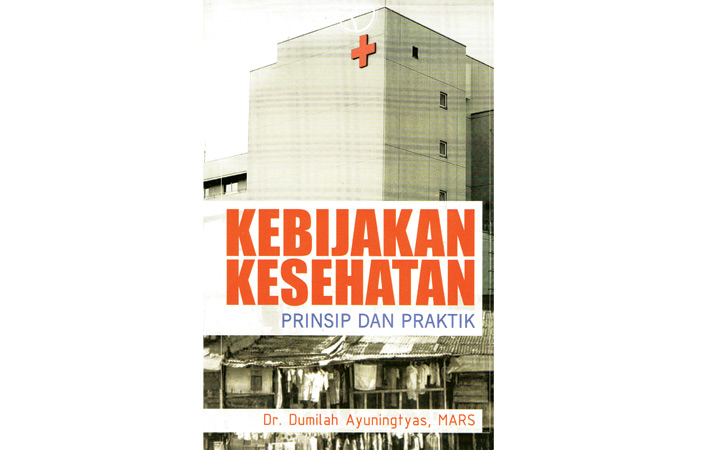 KEBIJAKAN
KESEHATAN
PRINSIP DAN PRAKTIK
Dr. Dumilah Ayuningtyas, MARS